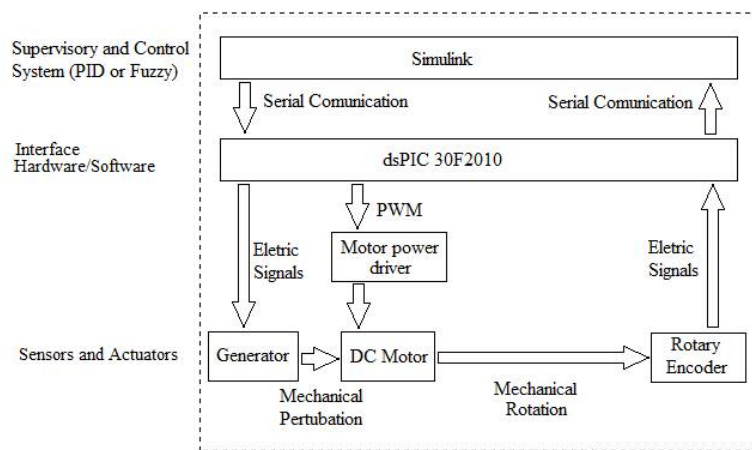 Supervisory and Control
System (PID or Fuzzy)
Simulink
Serial Comunication
Serial Comunication
Interface
Hardware/Software
dsPIC 30F2010
PWM
Eletric
Signals
Motor power
driver
Eletric
Signals
Sensors and Actuators
Generator
DC Motor
Rotary
Encoder
Mechanical
Pertubation
Mechanical
Rotation